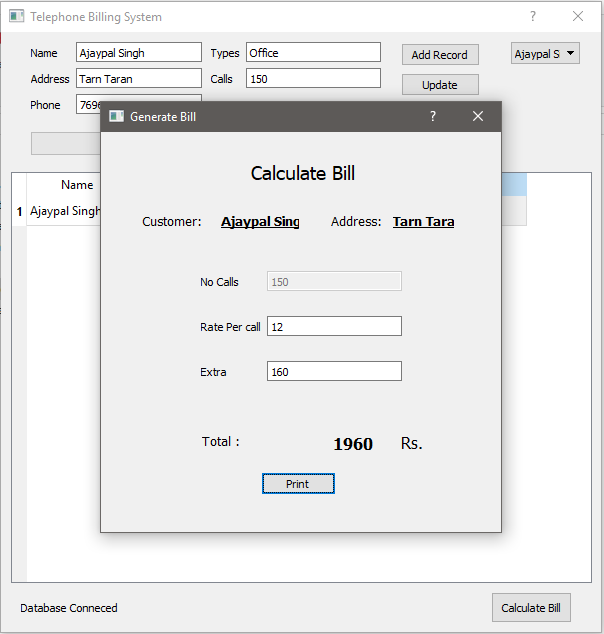 Telephone Billing System
Name Ajaypal Singh Types Office Add Record Ajaypal S
Address Tarn Taran Calls 150 Update
Phone
Generate Bill
Calculate Bill
Customer: Ajaypal Sing Address: Tarn Tara
No Calls 150
Rate Per call 12
Extra 160
Total : 1960 Rs.
Print
Name
1 Ajaypal Singh
Database Conneced Calculate Bill